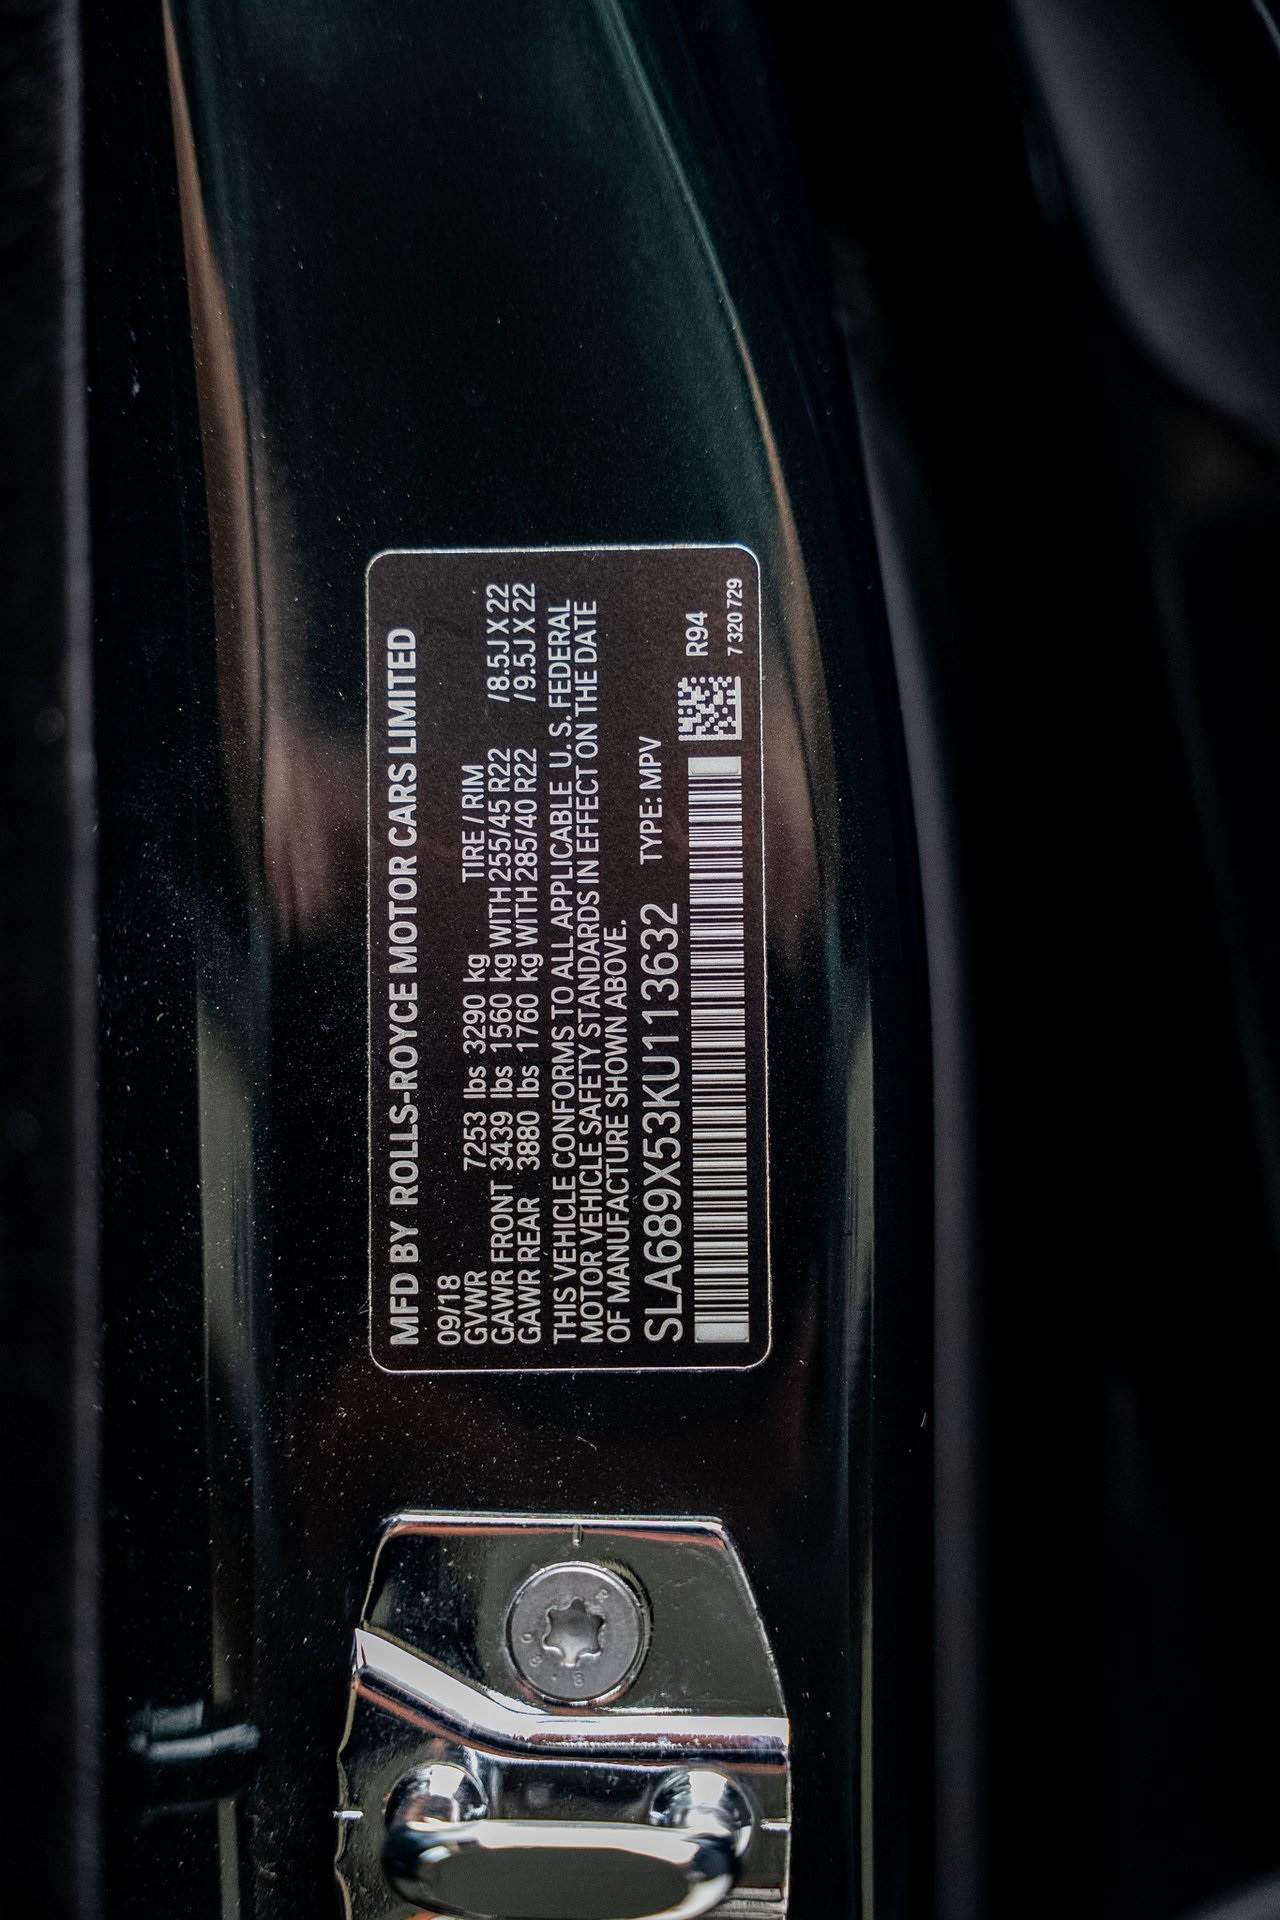 MFD BY ROLLS-ROYCE MOTOR CARS LIMITED
09/18
GVWR 7253 lbs 3290 kg TIRE / RIM
GAWR FRONT 3439 lbs 1560 kg WITH 255/45 R22 /8.5J X 22
GAWR REAR 3880 lbs 1760 kg WITH 285/40 R22 /9.5J X 22
THIS VEHICLE CONFORMS TO ALL APPLICABLE U. S. FEDERAL
MOTOR VEHICLE SAFETY STANDARDS IN EFFECT ON THE DATE
OF MANUFACTURE SHOWN ABOVE.
SLA689X53KU113632 TYPE: MPV
R94
7 320 729